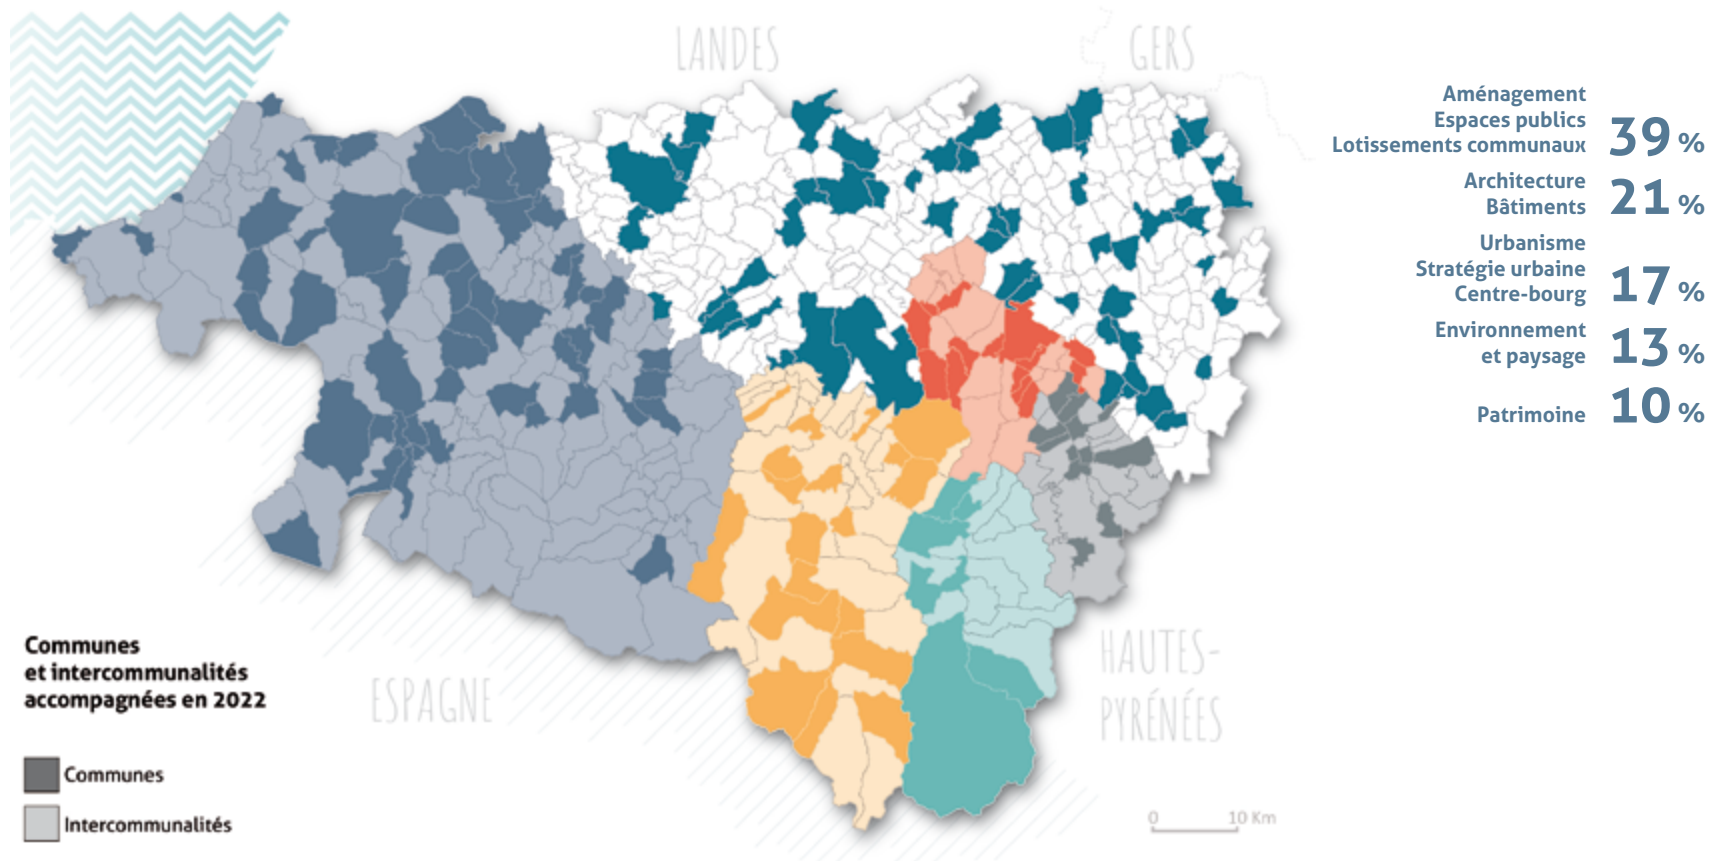 LANDES
GERS
Aménagement
Espaces publics
Lotissements communaux
39 %
Architecture
Bâtiments
21 %
Urbanisme
Stratégie urbaine
Centre-bourg
17 %
Environnement
et paysage
13 %
Patrimoine
10 %
Communes
et intercommunalités
accompagnées en 2022
ESPAGNE
HAUTES-
PYRÉNÉES
Communes
Intercommunalités
0 10 Km